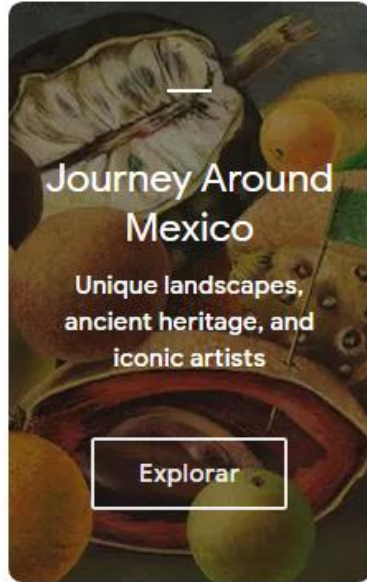 Journey Around
Mexico
Unique landscapes,
ancient heritage, and
iconic artists
Explorar